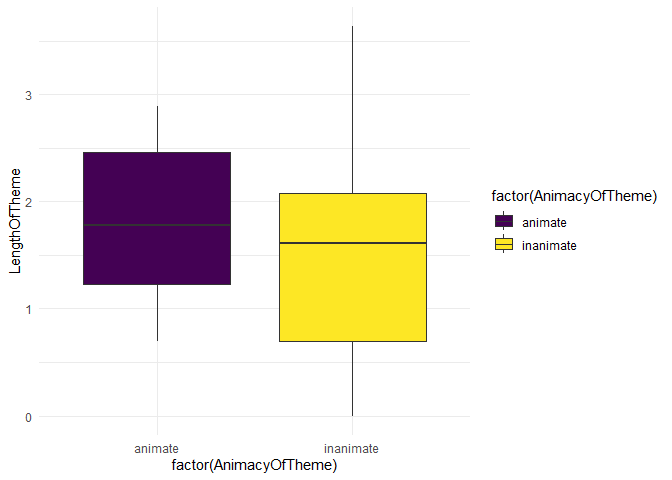 3
2
1
0
LengthOfTheme
animate
inanimate
factor(AnimacyOfTheme)
factor(AnimacyOfTheme)
animate
inanimate